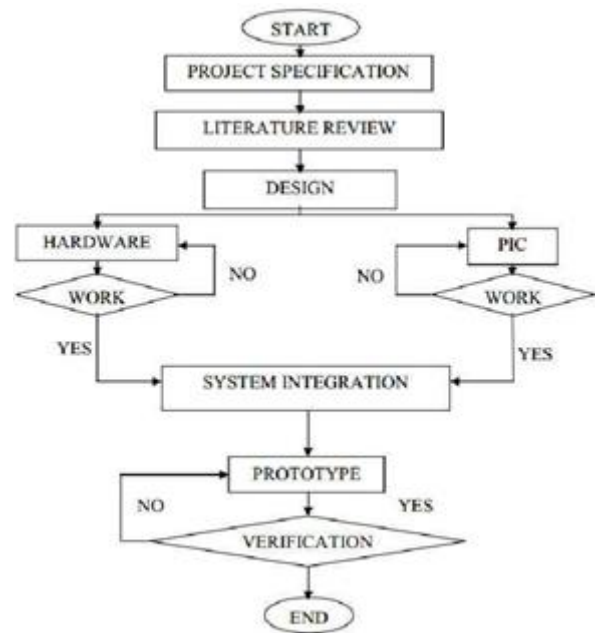 START
PROJECT SPECIFICATION
LITERATURE REVIEW
DESIGN
HARDWARE
PIC
NO
NO
WORK
WORK
YES
YES
SYSTEM INTEGRATION
PROTOTYPE
NO
YES
VERIFICATION
END